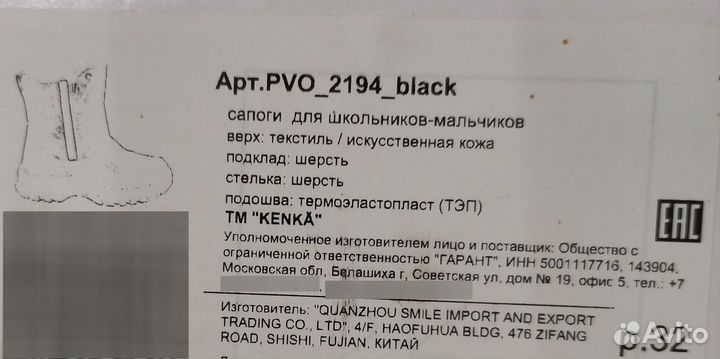 Арт.PVO_2194_black
сапоги для школьников-мальчиков
верх: текстиль / искусственная кожа
подклад: шерсть
стелька: шерсть
подошва: термоэластопласт (ТЭП)
ТМ "KENKÄ"
EAC
Уполномоченное изготовителем лицо и поставщик: Общество с
ограниченной ответственностью "ГАРАНТ", ИНН 5001117716, 143904,
Московская обл, Балашиха г, Советская ул, дом № 19, офис 5, тел.: +7
Изготовитель: "QUANZHOU SMILE IMPORT AND EXPORT
TRADING CO., LTD", 4/F, HAOFUHUA BLDG, 476 ZIFANG
ROAD, SHISHI, FUJIAN, КИТАЙ
р.32
Avito